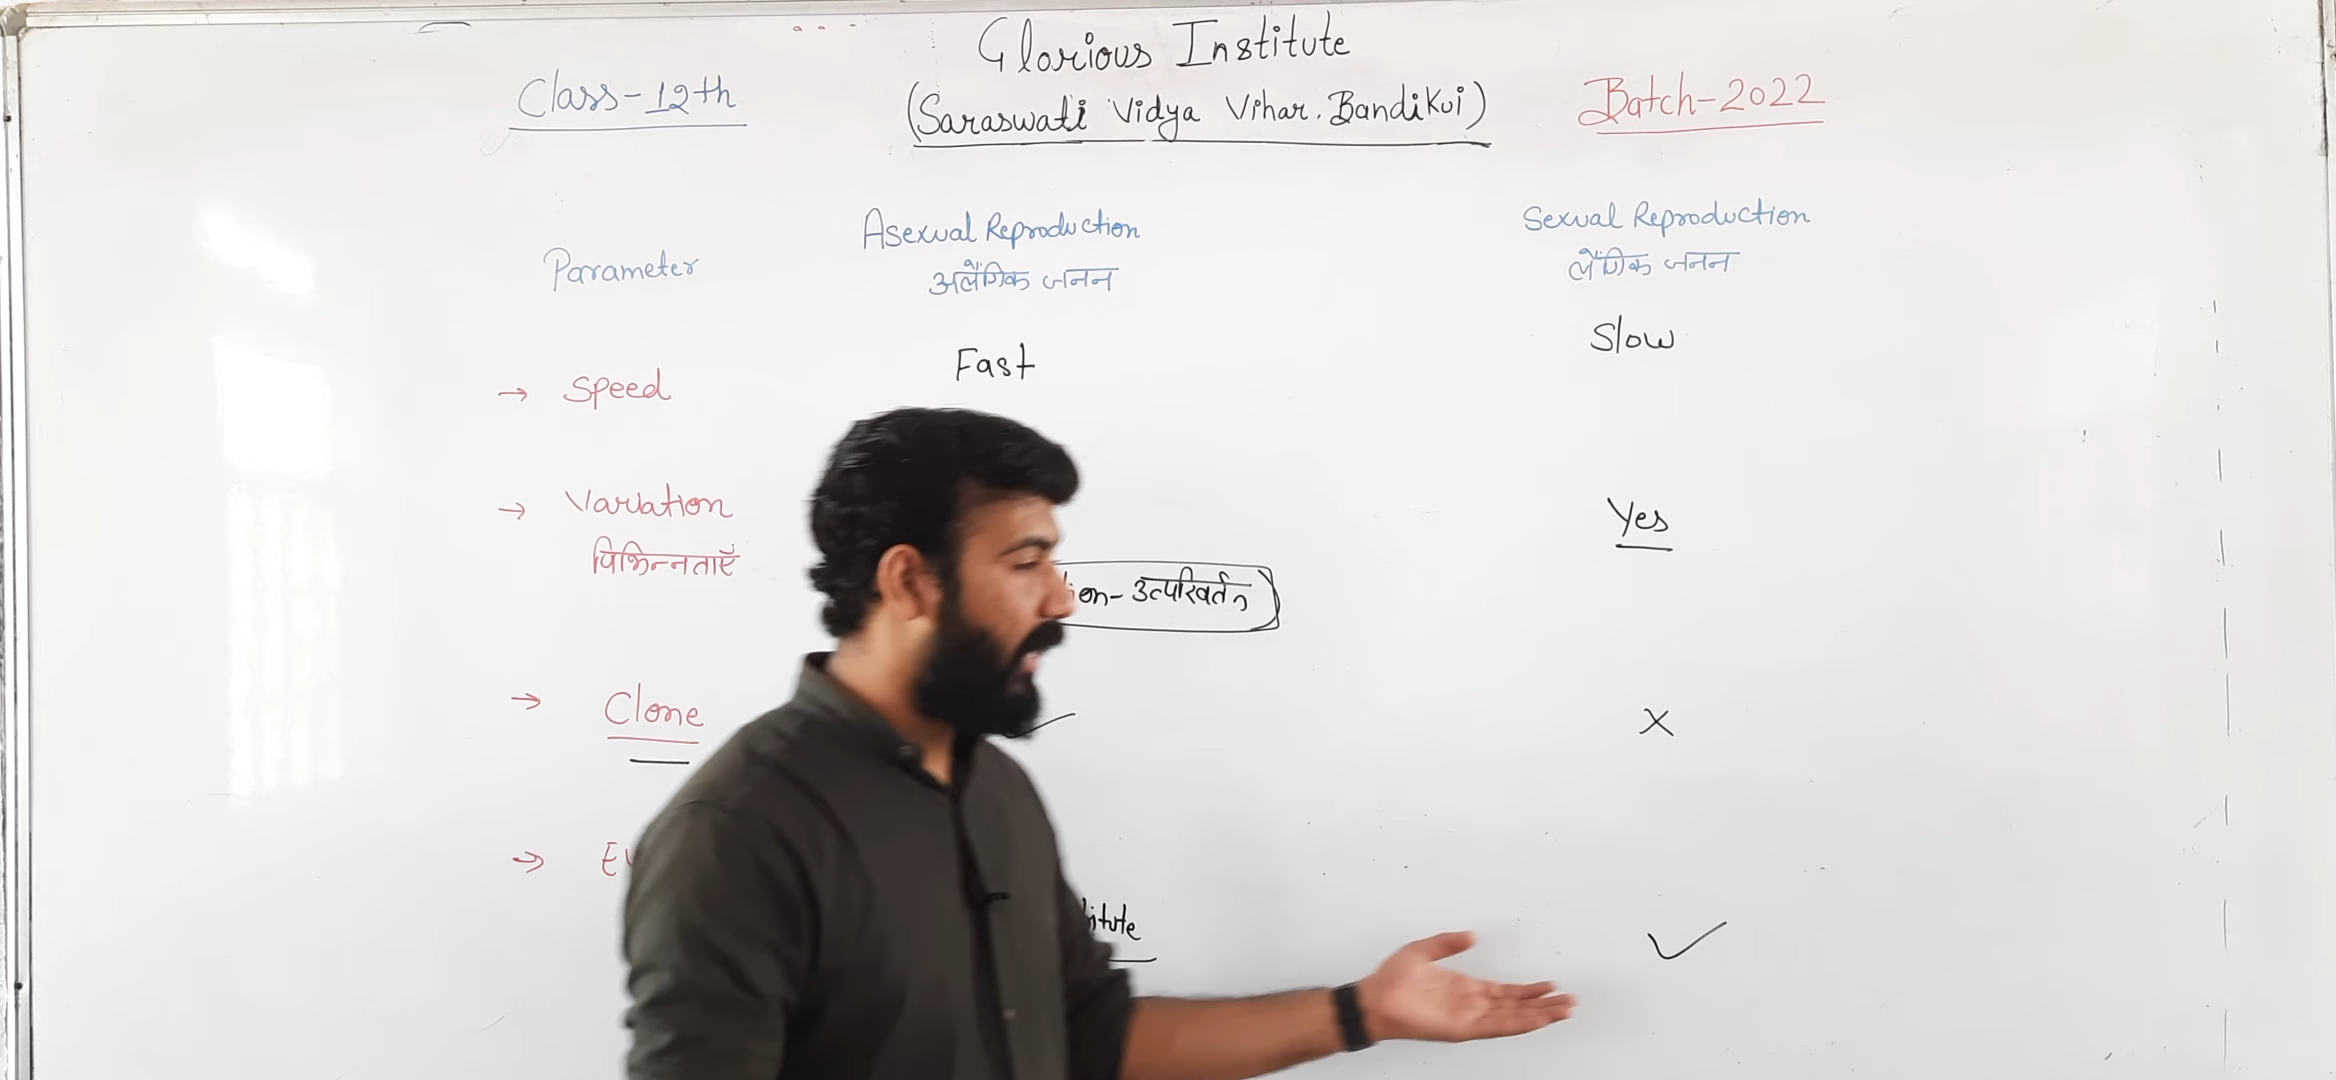 Glorious Institute
Class-12th
(Saraswati Vidya Vihar. Bandikui)
Batch-2022
Parameter
Asexual Reproduction
अलैंगिक जनन
Sexual Reproduction
लैंगिक जनन
→ Speed
Fast
Slow
→ Variation
विभिन्नताएँ
Yes
उत्परिवर्तन
→ Clone
✓
X
→
✓